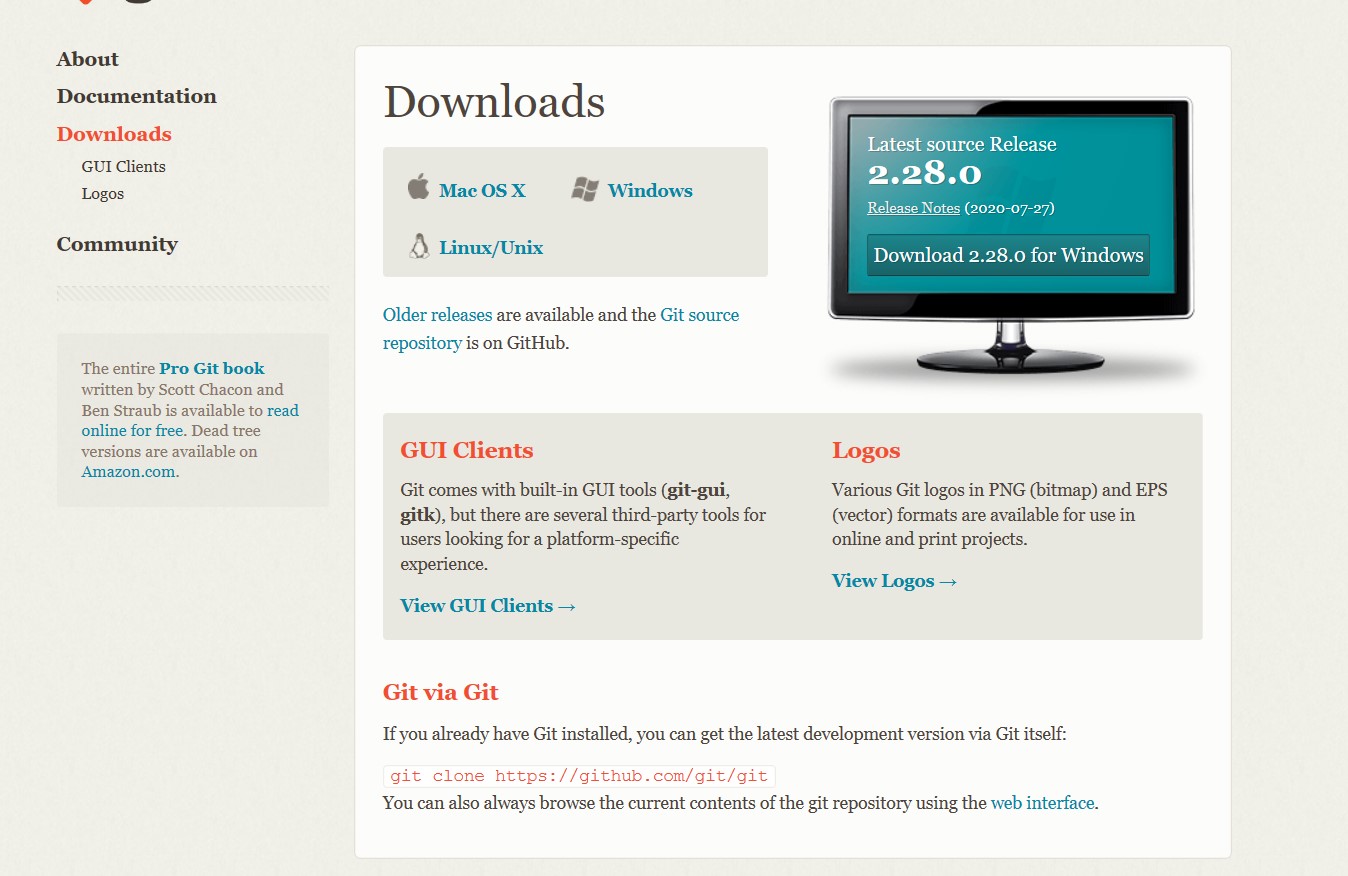 About
Documentation
Downloads
GUI Clients
Logos
Community
The entire Pro Git book
written by Scott Chacon and
Ben Straub is available to read
online for free. Dead tree
versions are available on
Amazon.com.
Downloads
Mac OS X
Windows
Linux/Unix
Older releases are available and the Git source
repository is on GitHub.
Latest source Release
2.28.0
Release Notes (2020-07-27)
Download 2.28.0 for Windows
GUI Clients
Git comes with built-in GUI tools (git-gui,
gitk), but there are several third-party tools for
users looking for a platform-specific
experience.
View GUI Clients →
Logos
Various Git logos in PNG (bitmap) and EPS
(vector) formats are available for use in
online and print projects.
View Logos →
Git via Git
If you already have Git installed, you can get the latest development version via Git itself:
git clone https://github.com/git/git
You can also always browse the current contents of the git repository using the web interface.